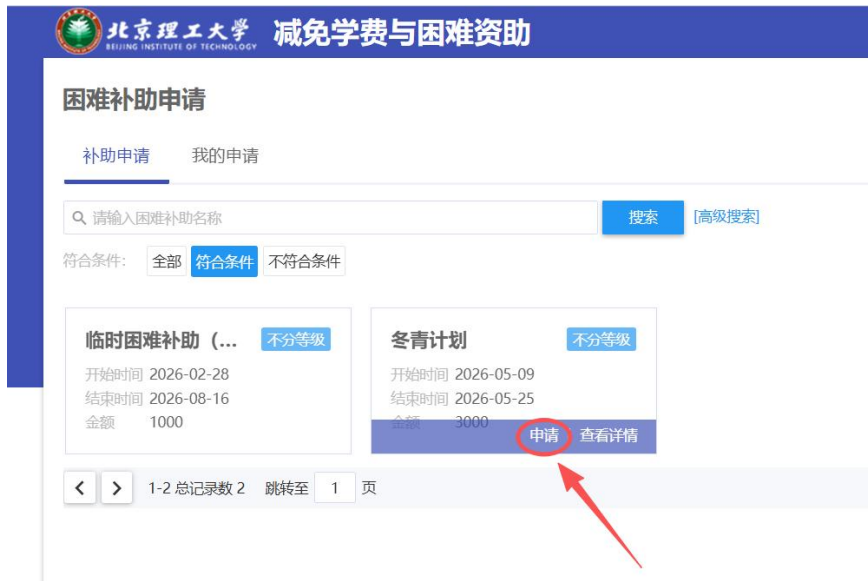 北京理工大学 减免学费与困难资助
BEIJING INSTITUTE OF TECHNOLOGY
困难补助申请
补助申请 我的申请
请输入困难补助名称 搜索 [高级搜索]
符合条件: 全部 符合条件 不符合条件
临时困难补助（... 不分等级
开始时间 2026-02-28
结束时间 2026-08-16
金额 1000
冬青计划 不分等级
开始时间 2026-05-09
结束时间 2026-05-25
金额 3000
申请 查看详情
1-2 总记录数 2 跳转至 1 页